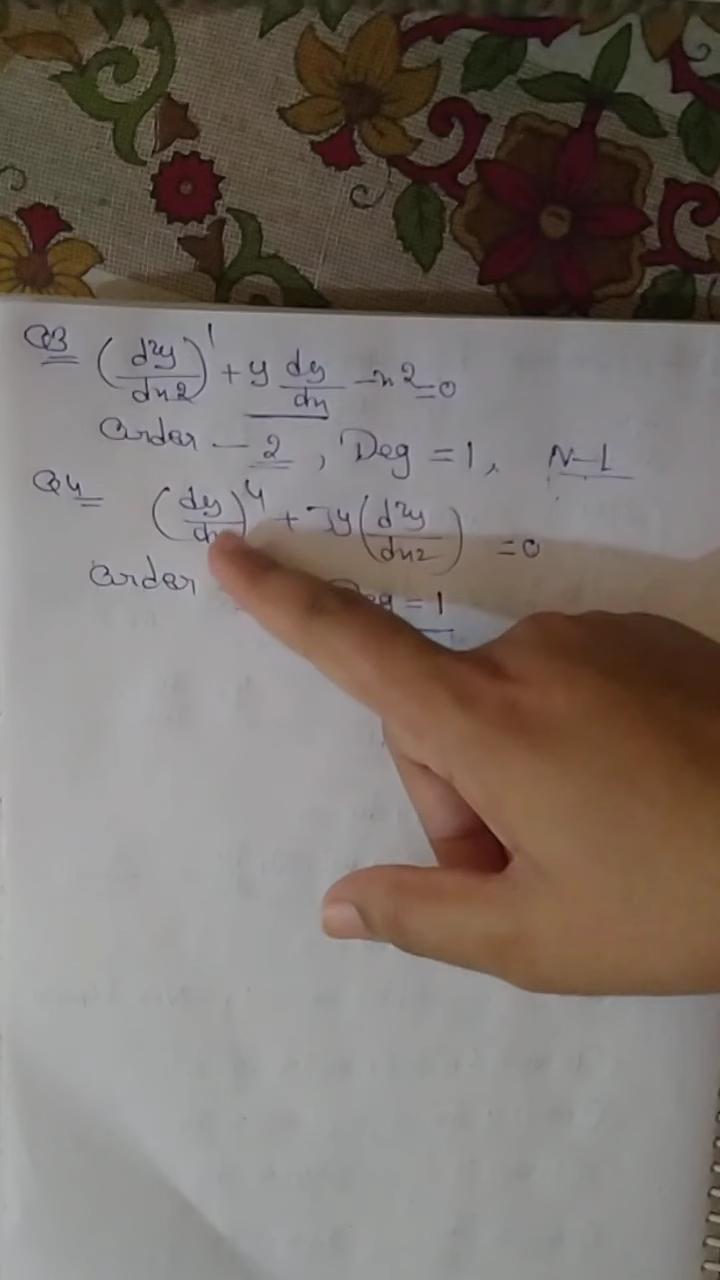 Q3 (d²y/dx2)¹ + y dy/dx - x2 = 0
Order - 2, Deg = 1, N-L
Q4 (dy/dx)⁴ + 7y(d²y/dx2) = 0
Order Deg = 1